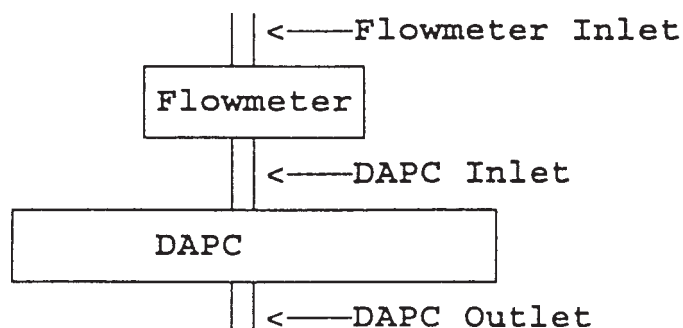 <——Flowmeter Inlet
Flowmeter
<——DAPC Inlet
DAPC
<——DAPC Outlet